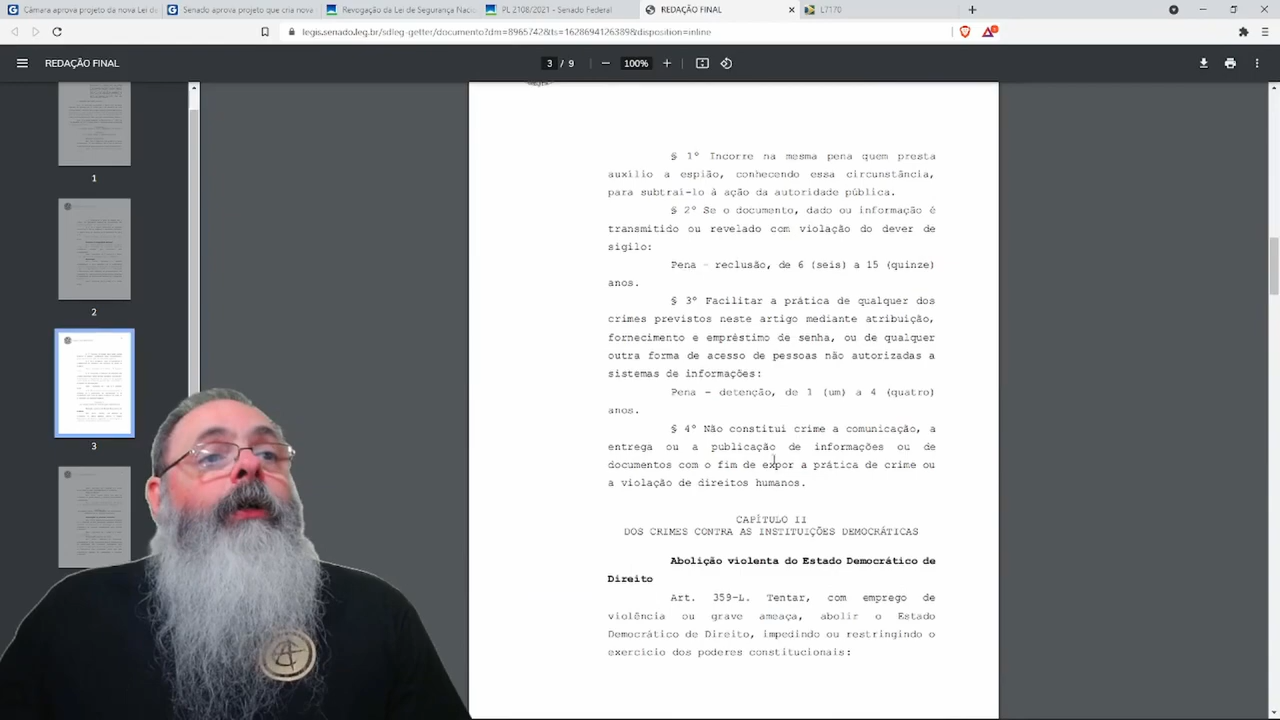 Câmara aprova projeto da nova Lei de
Senado aprova projeto que cria nova
Revogação da Lei de Segurança Naci
PL 2108/2021 - Senado Federal
REDAÇÃO FINAL
L7170
legis.senado.leg.br/sdleg-getter/documento?dm=8965742&ts=1628694126389&disposition=inline
REDAÇÃO FINAL
3 / 9
100%
§ 1º Incorre na mesma pena quem presta
auxílio a espião, conhecendo essa circunstância,
para subtraí-lo à ação da autoridade pública.
§ 2º Se o documento, dado ou informação é
transmitido ou revelado com violação do dever de
sigilo:
Pena - reclusão, de 6 (seis) a 15 (quinze)
anos.
§ 3º Facilitar a prática de qualquer dos
crimes previstos neste artigo mediante atribuição,
fornecimento e empréstimo de senha, ou de qualquer
outra forma de acesso de pessoas não autorizadas a
sistemas de informações:
Pena - detenção, de 1 (um) a 4 (quatro)
anos.
§ 4º Não constitui crime a comunicação, a
entrega ou a publicação de informações ou de
documentos com o fim de expor a prática de crime ou
a violação de direitos humanos.
CAPÍTULO II
DOS CRIMES CONTRA AS INSTITUIÇÕES DEMOCRÁTICAS
Abolição violenta do Estado Democrático de
Direito
Art. 359-L. Tentar, com emprego de
violência ou grave ameaça, abolir o Estado
Democrático de Direito, impedindo ou restringindo o
exercício dos poderes constitucionais:
1
2
3